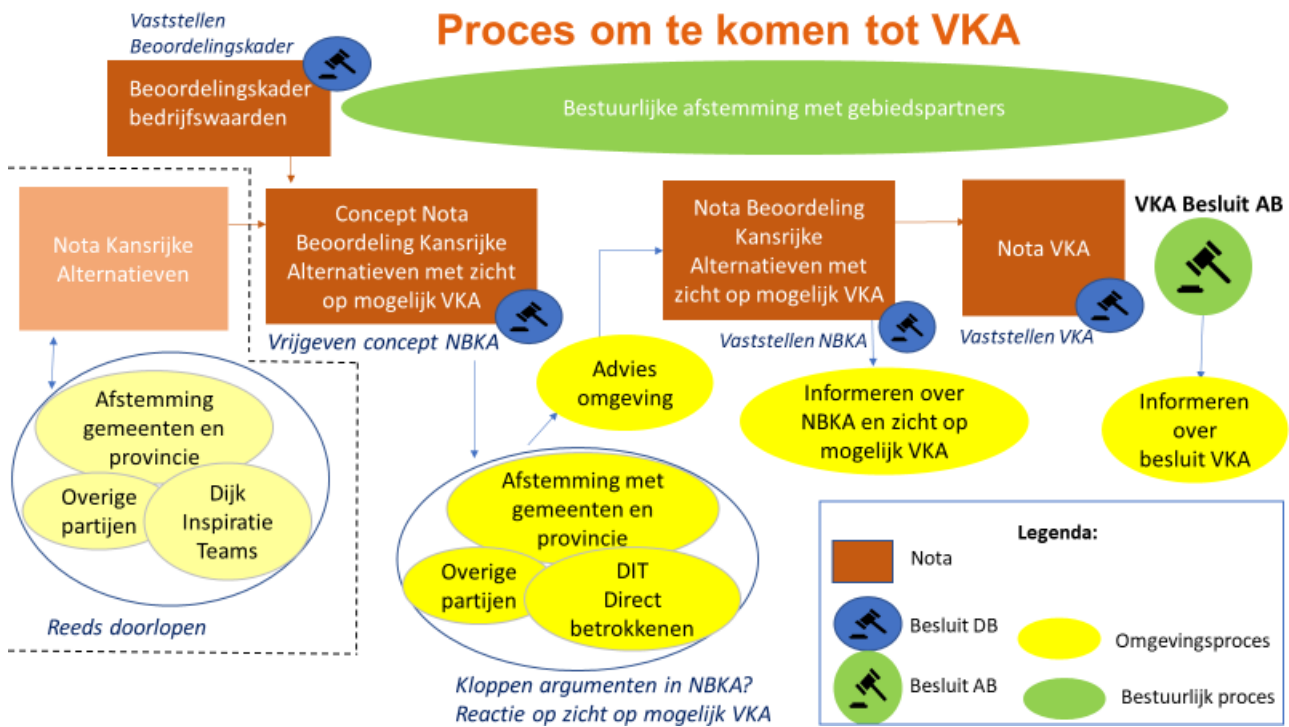 Proces om te komen tot VKA
Vaststellen
Beoordelingskader
Beoordelingskader
bedrijfswaarden
Bestuurlijke afstemming met gebiedspartners
Nota Kansrijke
Alternatieven
Concept Nota
Beoordeling Kansrijke
Alternatieven met zicht
op mogelijk VKA
Vrijgeven concept NBKA
Nota Beoordeling
Kansrijke
Alternatieven met
zicht op mogelijk VKA
Vaststellen NBKA
Nota VKA
Vaststellen VKA
VKA Besluit AB
Afstemming
gemeenten en
provincie
Overige
partijen
Dijk
Inspiratie
Teams
Reeds doorlopen
Advies
omgeving
Afstemming met
gemeenten en
provincie
Overige
partijen
DIT
Direct
betrokkenen
Kloppen argumenten in NBKA?
Reactie op zicht op mogelijk VKA
Informeren over
NBKA en zicht op
mogelijk VKA
Informeren
over
besluit VKA
Legenda:
Nota
Besluit DB
Besluit AB
Omgevingsproces
Bestuurlijk proces